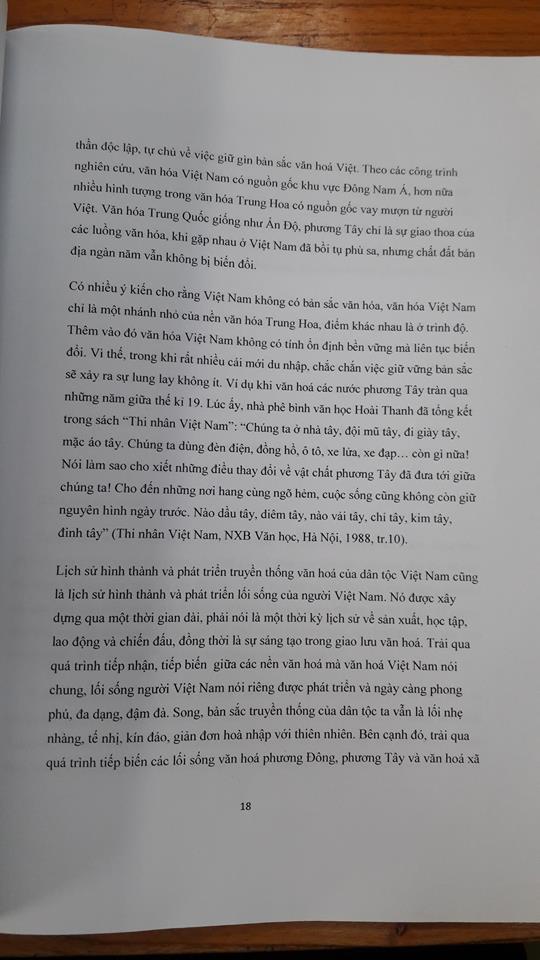 thần độc lập, tự chủ về việc giữ gìn bản sắc văn hoá Việt. Theo các công trình
nghiên cứu, văn hóa Việt Nam có nguồn gốc khu vực Đông Nam Á, hơn nữa
nhiều hình tượng trong văn hóa Trung Hoa có nguồn gốc vay mượn từ người
Việt. Văn hóa Trung Quốc giống như Ấn Độ, phương Tây chỉ là sự giao thoa của
các luồng văn hóa, khi gặp nhau ở Việt Nam đã bồi tụ phù sa, nhưng chất đất bản
địa ngàn năm vẫn không bị biến đổi.
Có nhiều ý kiến cho rằng Việt Nam không có bản sắc văn hóa, văn hóa Việt Nam
chỉ là một nhánh nhỏ của nền văn hóa Trung Hoa, điểm khác nhau là ở trình độ.
Thêm vào đó văn hóa Việt Nam không có tính ổn định bền vững mà liên tục biến
đổi. Vì thế, trong khi rất nhiều cái mới du nhập, chắc chắn việc giữ vững bản sắc
sẽ xảy ra sự lung lay không ít. Ví dụ khi văn hoá các nước phương Tây tràn qua
những năm giữa thế kỉ 19. Lúc ấy, nhà phê bình văn học Hoài Thanh đã tổng kết
trong sách “Thi nhân Việt Nam”: “Chúng ta ở nhà tây, đội mũ tây, đi giày tây,
mặc áo tây. Chúng ta dùng đèn điện, đồng hồ, ô tô, xe lửa, xe đạp… còn gì nữa!
Nói làm sao cho xiết những điều thay đổi về vật chất phương Tây đã đưa tới giữa
chúng ta! Cho đến những nơi hang cùng ngõ hẻm, cuộc sống cũng không còn giữ
nguyên hình ngày trước. Nào dầu tây, diêm tây, nào vải tây, chỉ tây, kim tây,
đinh tây” (Thi nhân Việt Nam, NXB Văn học, Hà Nội, 1988, tr.10).
Lịch sử hình thành và phát triển truyền thống văn hoá của dân tộc Việt Nam cũng
là lịch sử hình thành và phát triển lối sống của người Việt Nam. Nó được xây
dựng qua một thời gian dài, phải nói là một thời kỳ lịch sử về sản xuất, học tập,
lao động và chiến đấu, đồng thời là sự sáng tạo trong giao lưu văn hoá. Trải qua
quá trình tiếp nhận, tiếp biến giữa các nền văn hoá mà văn hoá Việt Nam nói
chung, lối sống người Việt Nam nói riêng được phát triển và ngày càng phong
phú, đa dạng, đậm đà. Song, bản sắc truyền thống của dân tộc ta vẫn là lối nhẹ
nhàng, tế nhị, kín đáo, giản đơn hoà nhập với thiên nhiên. Bên cạnh đó, trải qua
quá trình tiếp biến các lối sống văn hoá phương Đông, phương Tây và văn hoá xã
18